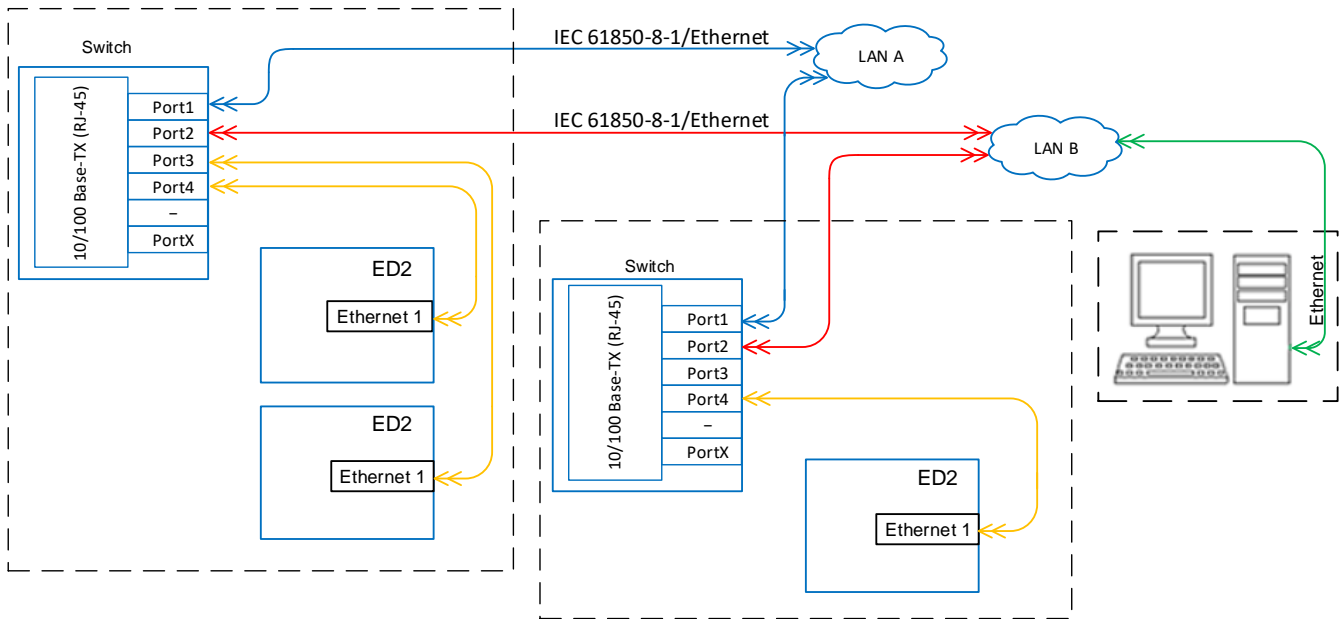 Switch
10/100 Base-TX (RJ-45)
Port1
Port2
Port3
Port4
–
PortX
IEC 61850-8-1/Ethernet
LAN A
IEC 61850-8-1/Ethernet
LAN B
ED2
Ethernet 1
ED2
Ethernet 1
Switch
10/100 Base-TX (RJ-45)
Port1
Port2
Port3
Port4
–
PortX
ED2
Ethernet 1
Ethernet